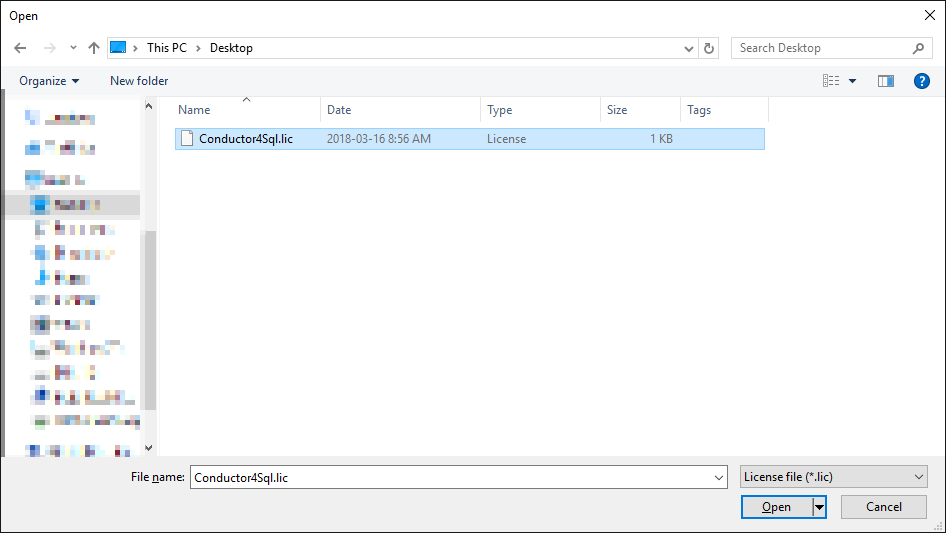 Open
This PC > Desktop
Search Desktop
Organize
New folder
?
Name Date Type Size Tags
Conductor4Sql.lic 2018-03-16 8:56 AM License 1 KB
File name: Conductor4Sql.lic License file (*.lic)
Open Cancel